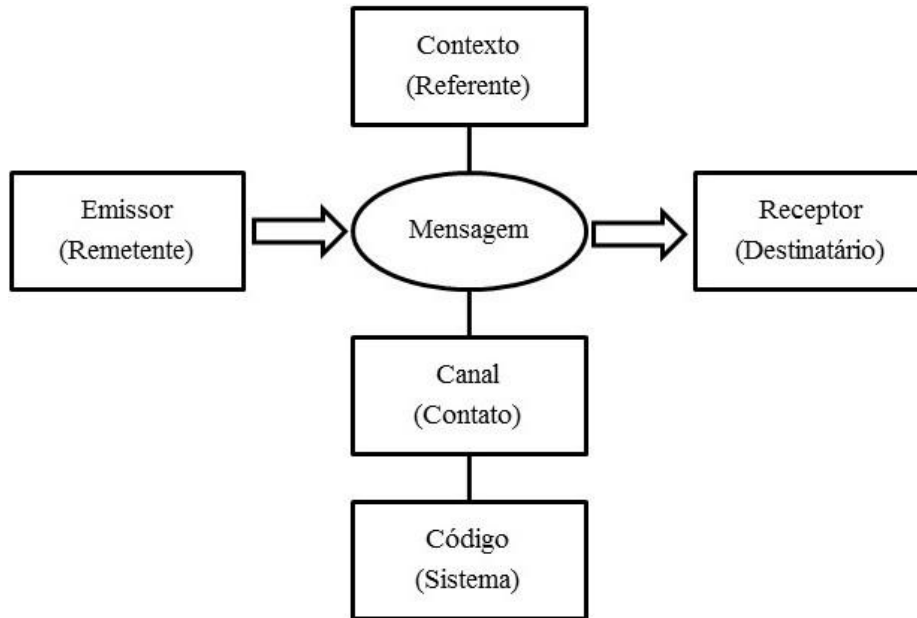 Contexto
(Referente)
Emissor
(Remetente)
Mensagem
Receptor
(Destinatário)
Canal
(Contato)
Código
(Sistema)